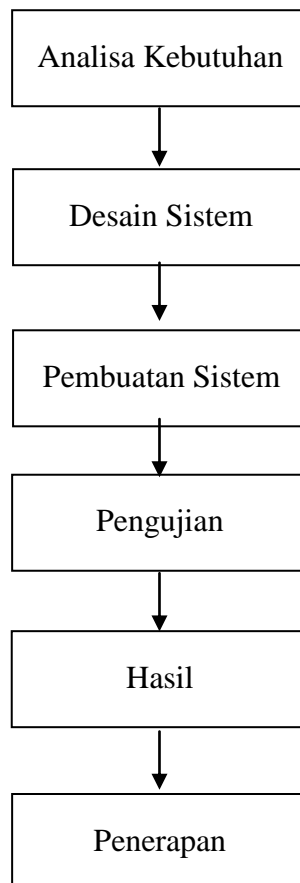 Analisa Kebutuhan
Desain Sistem
Pembuatan Sistem
Pengujian
Hasil
Penerapan